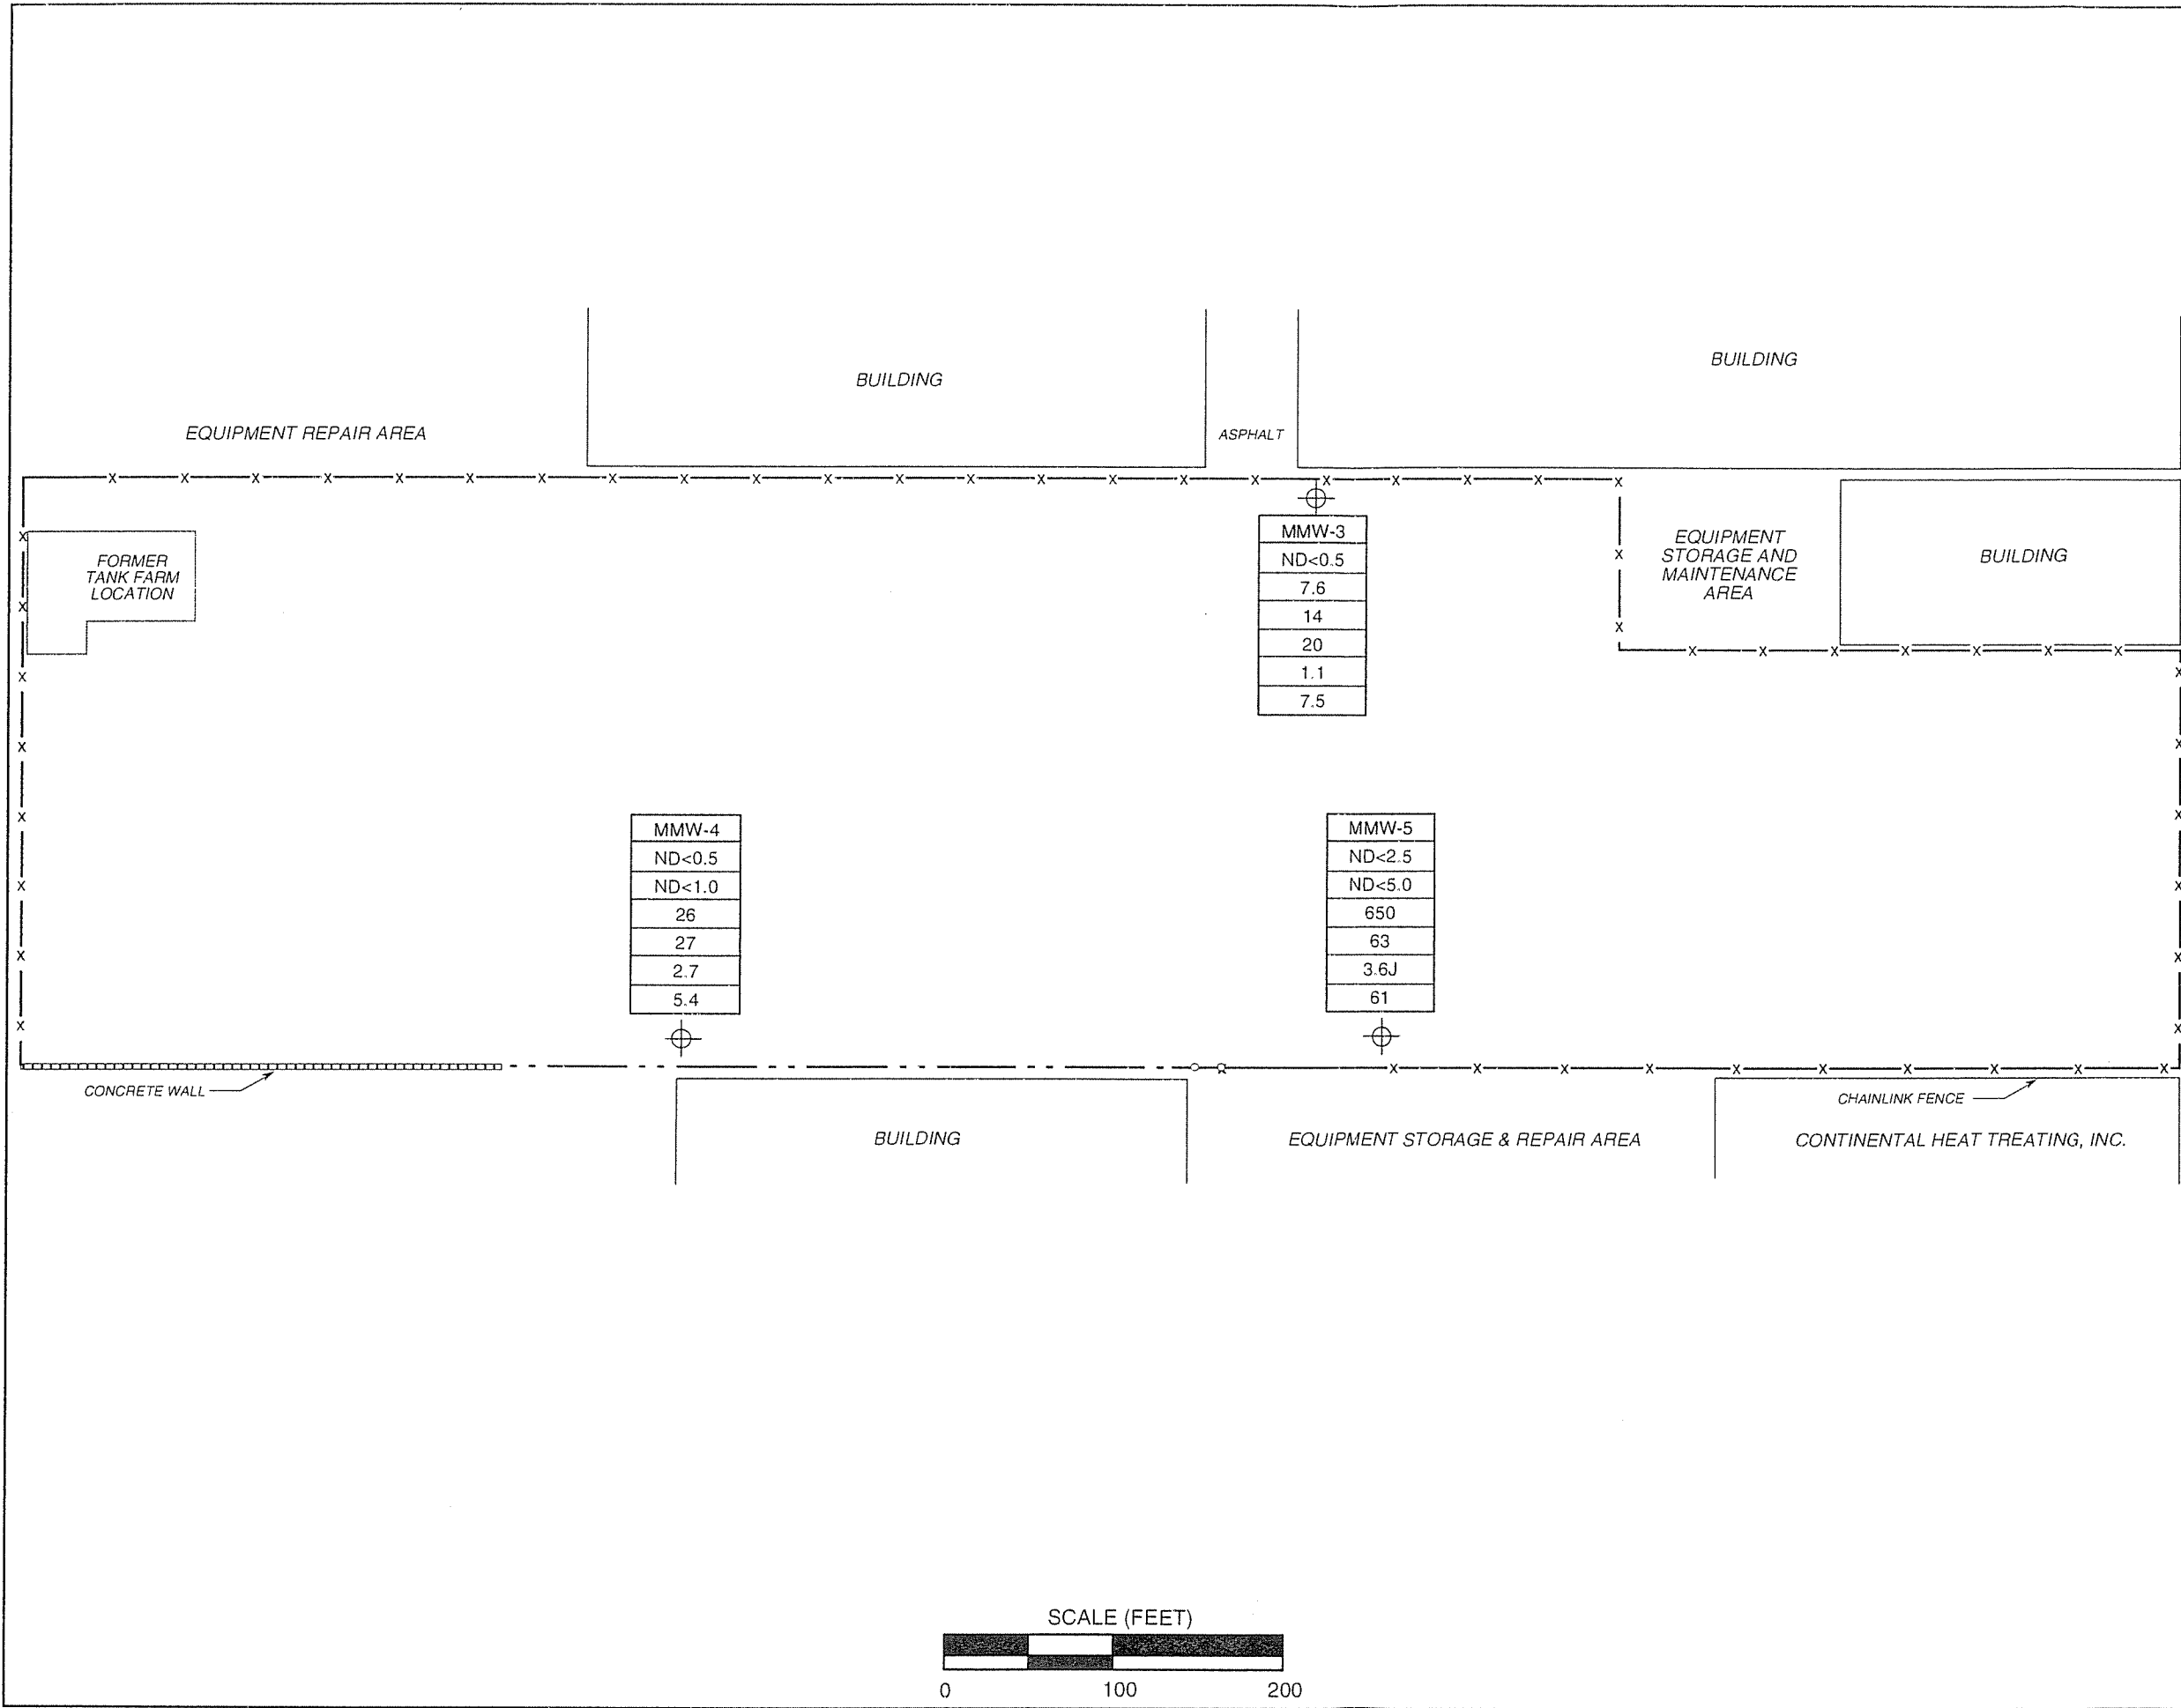 BUILDING
BUILDING
EQUIPMENT REPAIR AREA
ASPHALT
FORMER
TANK FARM
LOCATION
MMW-3
ND<0.5
7.6
14
20
1.1
7.5
EQUIPMENT
STORAGE AND
MAINTENANCE
AREA
BUILDING
MMW-4
ND<0.5
ND<1.0
26
27
2.7
5.4
MMW-5
ND<2.5
ND<5.0
650
63
3.6J
61
CONCRETE WALL
CHAINLINK FENCE
BUILDING
EQUIPMENT STORAGE & REPAIR AREA
CONTINENTAL HEAT TREATING, INC.
SCALE (FEET)
0 100 200